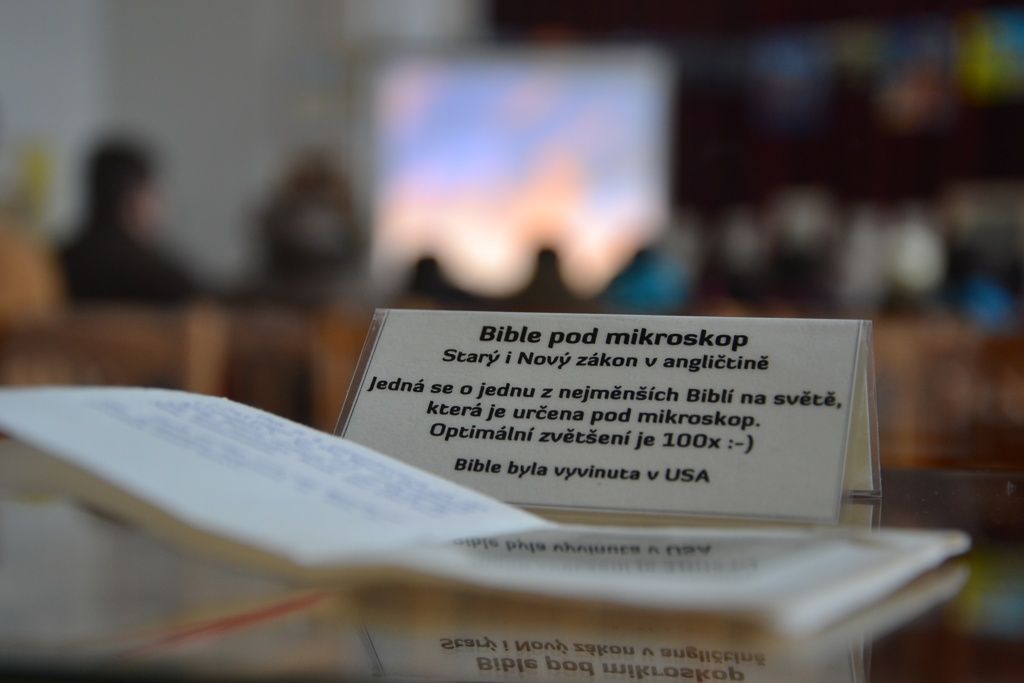 Bible pod mikroskop
Starý i Nový zákon v angličtině
Jedná se o jednu z nejměnších Biblí na světě,
která je určena pod mikroskop.
Optimální zvětšení je 100x :-)
Bible byla vyvinuta v USA